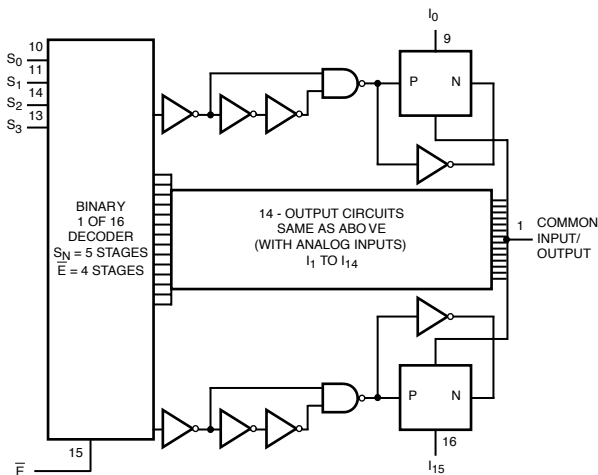 I0
9
10
S0
11
S1
14
S2
13
S3
P N
BINARY
1 OF 16
DECODER
SN = 5 STAGES
E̅ = 4 STAGES
14 - OUTPUT CIRCUITS
SAME AS ABOVE
(WITH ANALOG INPUTS)
I1 TO I14
1
COMMON
INPUT/
OUTPUT
P N
15
E̅
16
I15